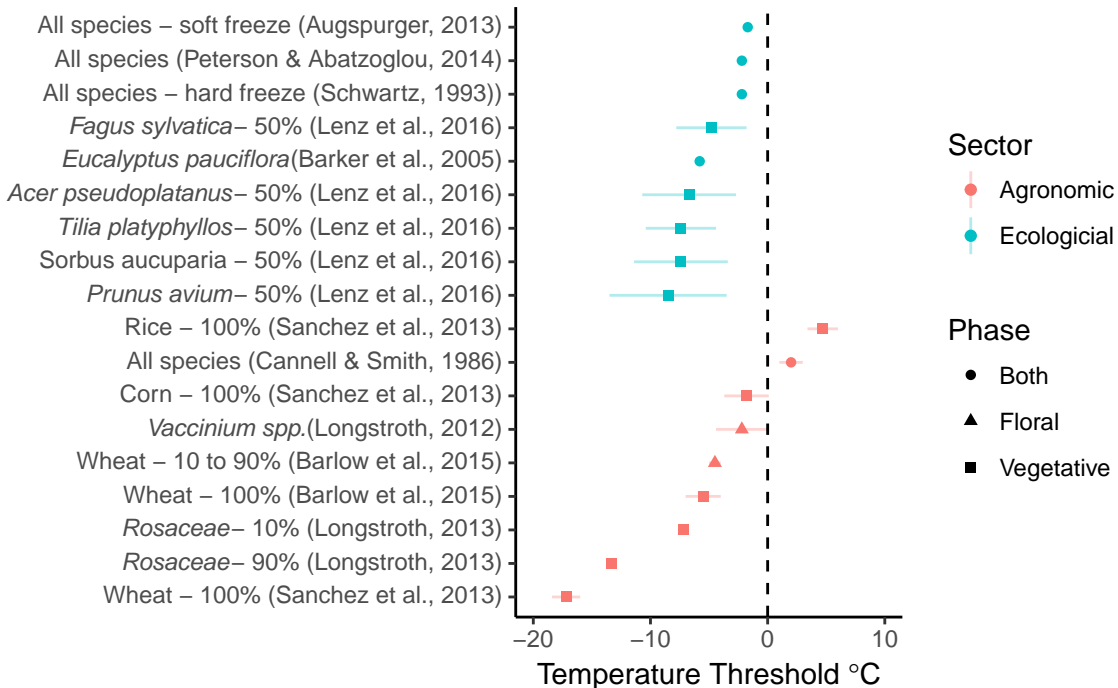 All species – soft freeze (Augspurger, 2013)
All species (Peterson & Abatzoglou, 2014)
All species – hard freeze (Schwartz, 1993))
Fagus sylvatica– 50% (Lenz et al., 2016)
Eucalyptus pauciflora(Barker et al., 2005)
Acer pseudoplatanus– 50% (Lenz et al., 2016)
Tilia platyphyllos– 50% (Lenz et al., 2016)
Sorbus aucuparia – 50% (Lenz et al., 2016)
Prunus avium– 50% (Lenz et al., 2016)
Rice – 100% (Sanchez et al., 2013)
All species (Cannell & Smith, 1986)
Corn – 100% (Sanchez et al., 2013)
Vaccinium spp.(Longstroth, 2012)
Wheat – 10 to 90% (Barlow et al., 2015)
Wheat – 100% (Barlow et al., 2015)
Rosaceae– 10% (Longstroth, 2013)
Rosaceae– 90% (Longstroth, 2013)
Wheat – 100% (Sanchez et al., 2013)
–20 –10 0 10
Temperature Threshold °C
Sector
Agronomic
Ecologicial
Phase
Both
Floral
Vegetative